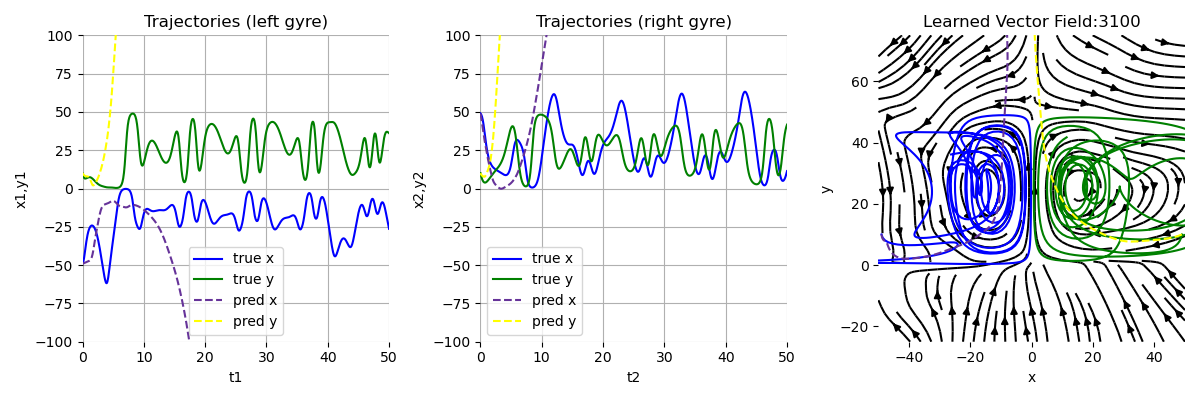 Trajectories (left gyre)
100
75
50
25
0
−25
−50
−75
−100
x1,y1
true x
true y
pred x
pred y
0 10 20 30 40 50
t1
Trajectories (right gyre)
100
75
50
25
0
−25
−50
−75
−100
x2,y2
true x
true y
pred x
pred y
0 10 20 30 40 50
t2
Learned Vector Field:3100
60
40
20
0
−20
y
−40 −20 0 20 40
x